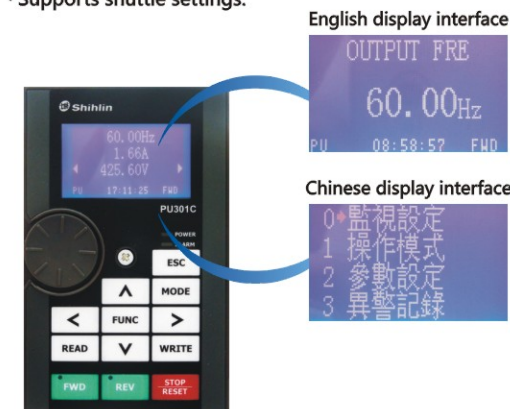 • Supports shuttle settings.
English display interface
OUTPUT FRE
60.00Hz
PU 08:58:57 FWD
Chinese display interface
0 監視設定
1 操作模式
2 參數設定
3 異警記錄
Shihlin
60.00Hz
1.66A
425.60V
PU 17:11:25 FWD
PU301C
POWER
ALARM
ESC
MODE
FUNC
READ
WRITE
FWD
REV
STOP
RESET